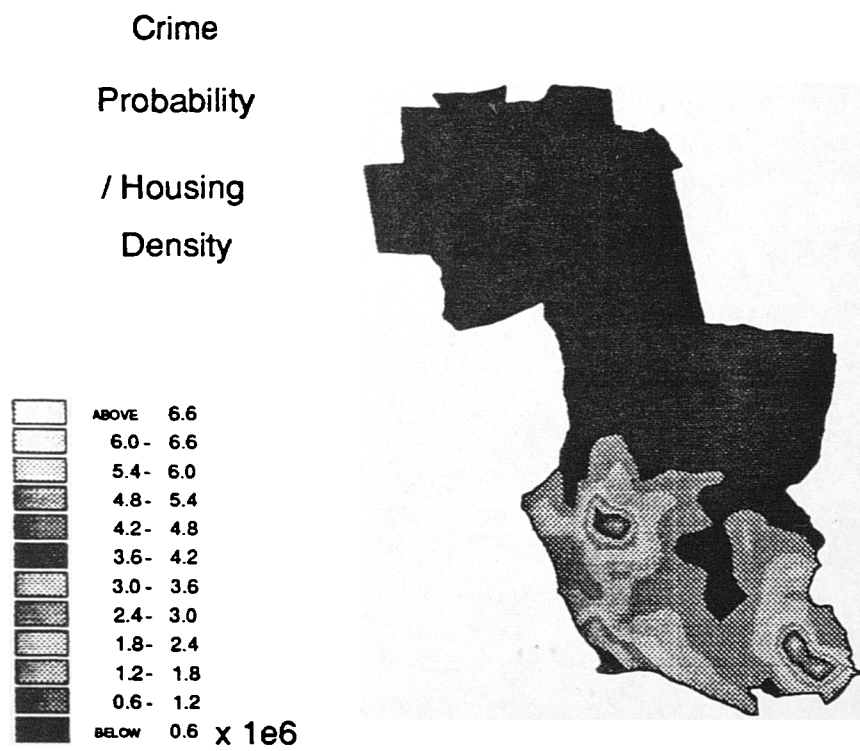 Crime
Probability
/ Housing
Density
ABOVE 6.6
6.0- 6.6
5.4- 6.0
4.8- 5.4
4.2- 4.8
3.6- 4.2
3.0- 3.6
2.4- 3.0
1.8- 2.4
1.2- 1.8
0.6- 1.2
BELOW 0.6 x 1e6